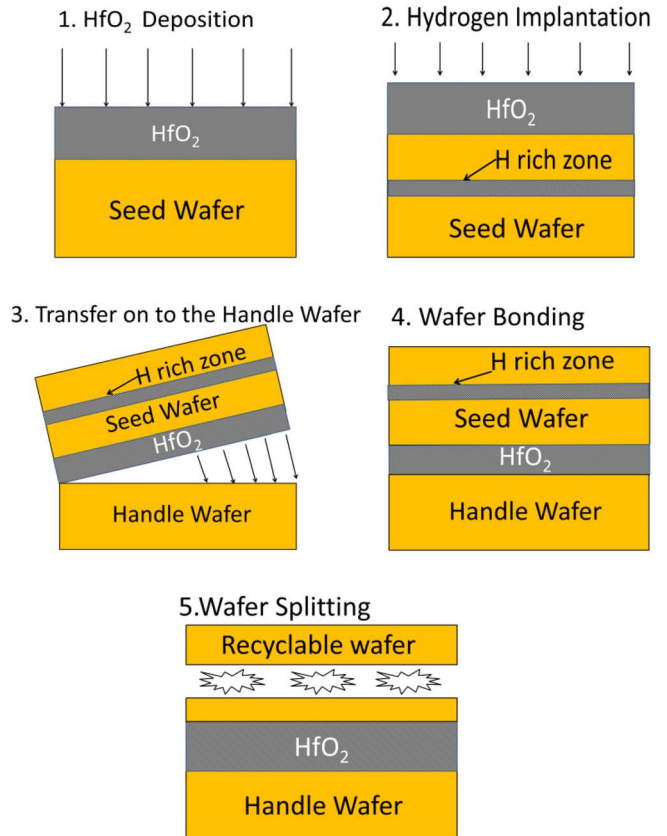 1. HfO₂ Deposition
HfO₂
Seed Wafer
2. Hydrogen Implantation
HfO₂
H rich zone
Seed Wafer
3. Transfer on to the Handle Wafer
H rich zone
Seed Wafer
HfO₂
Handle Wafer
4. Wafer Bonding
H rich zone
Seed Wafer
HfO₂
Handle Wafer
5.Wafer Splitting
Recyclable wafer
HfO₂
Handle Wafer